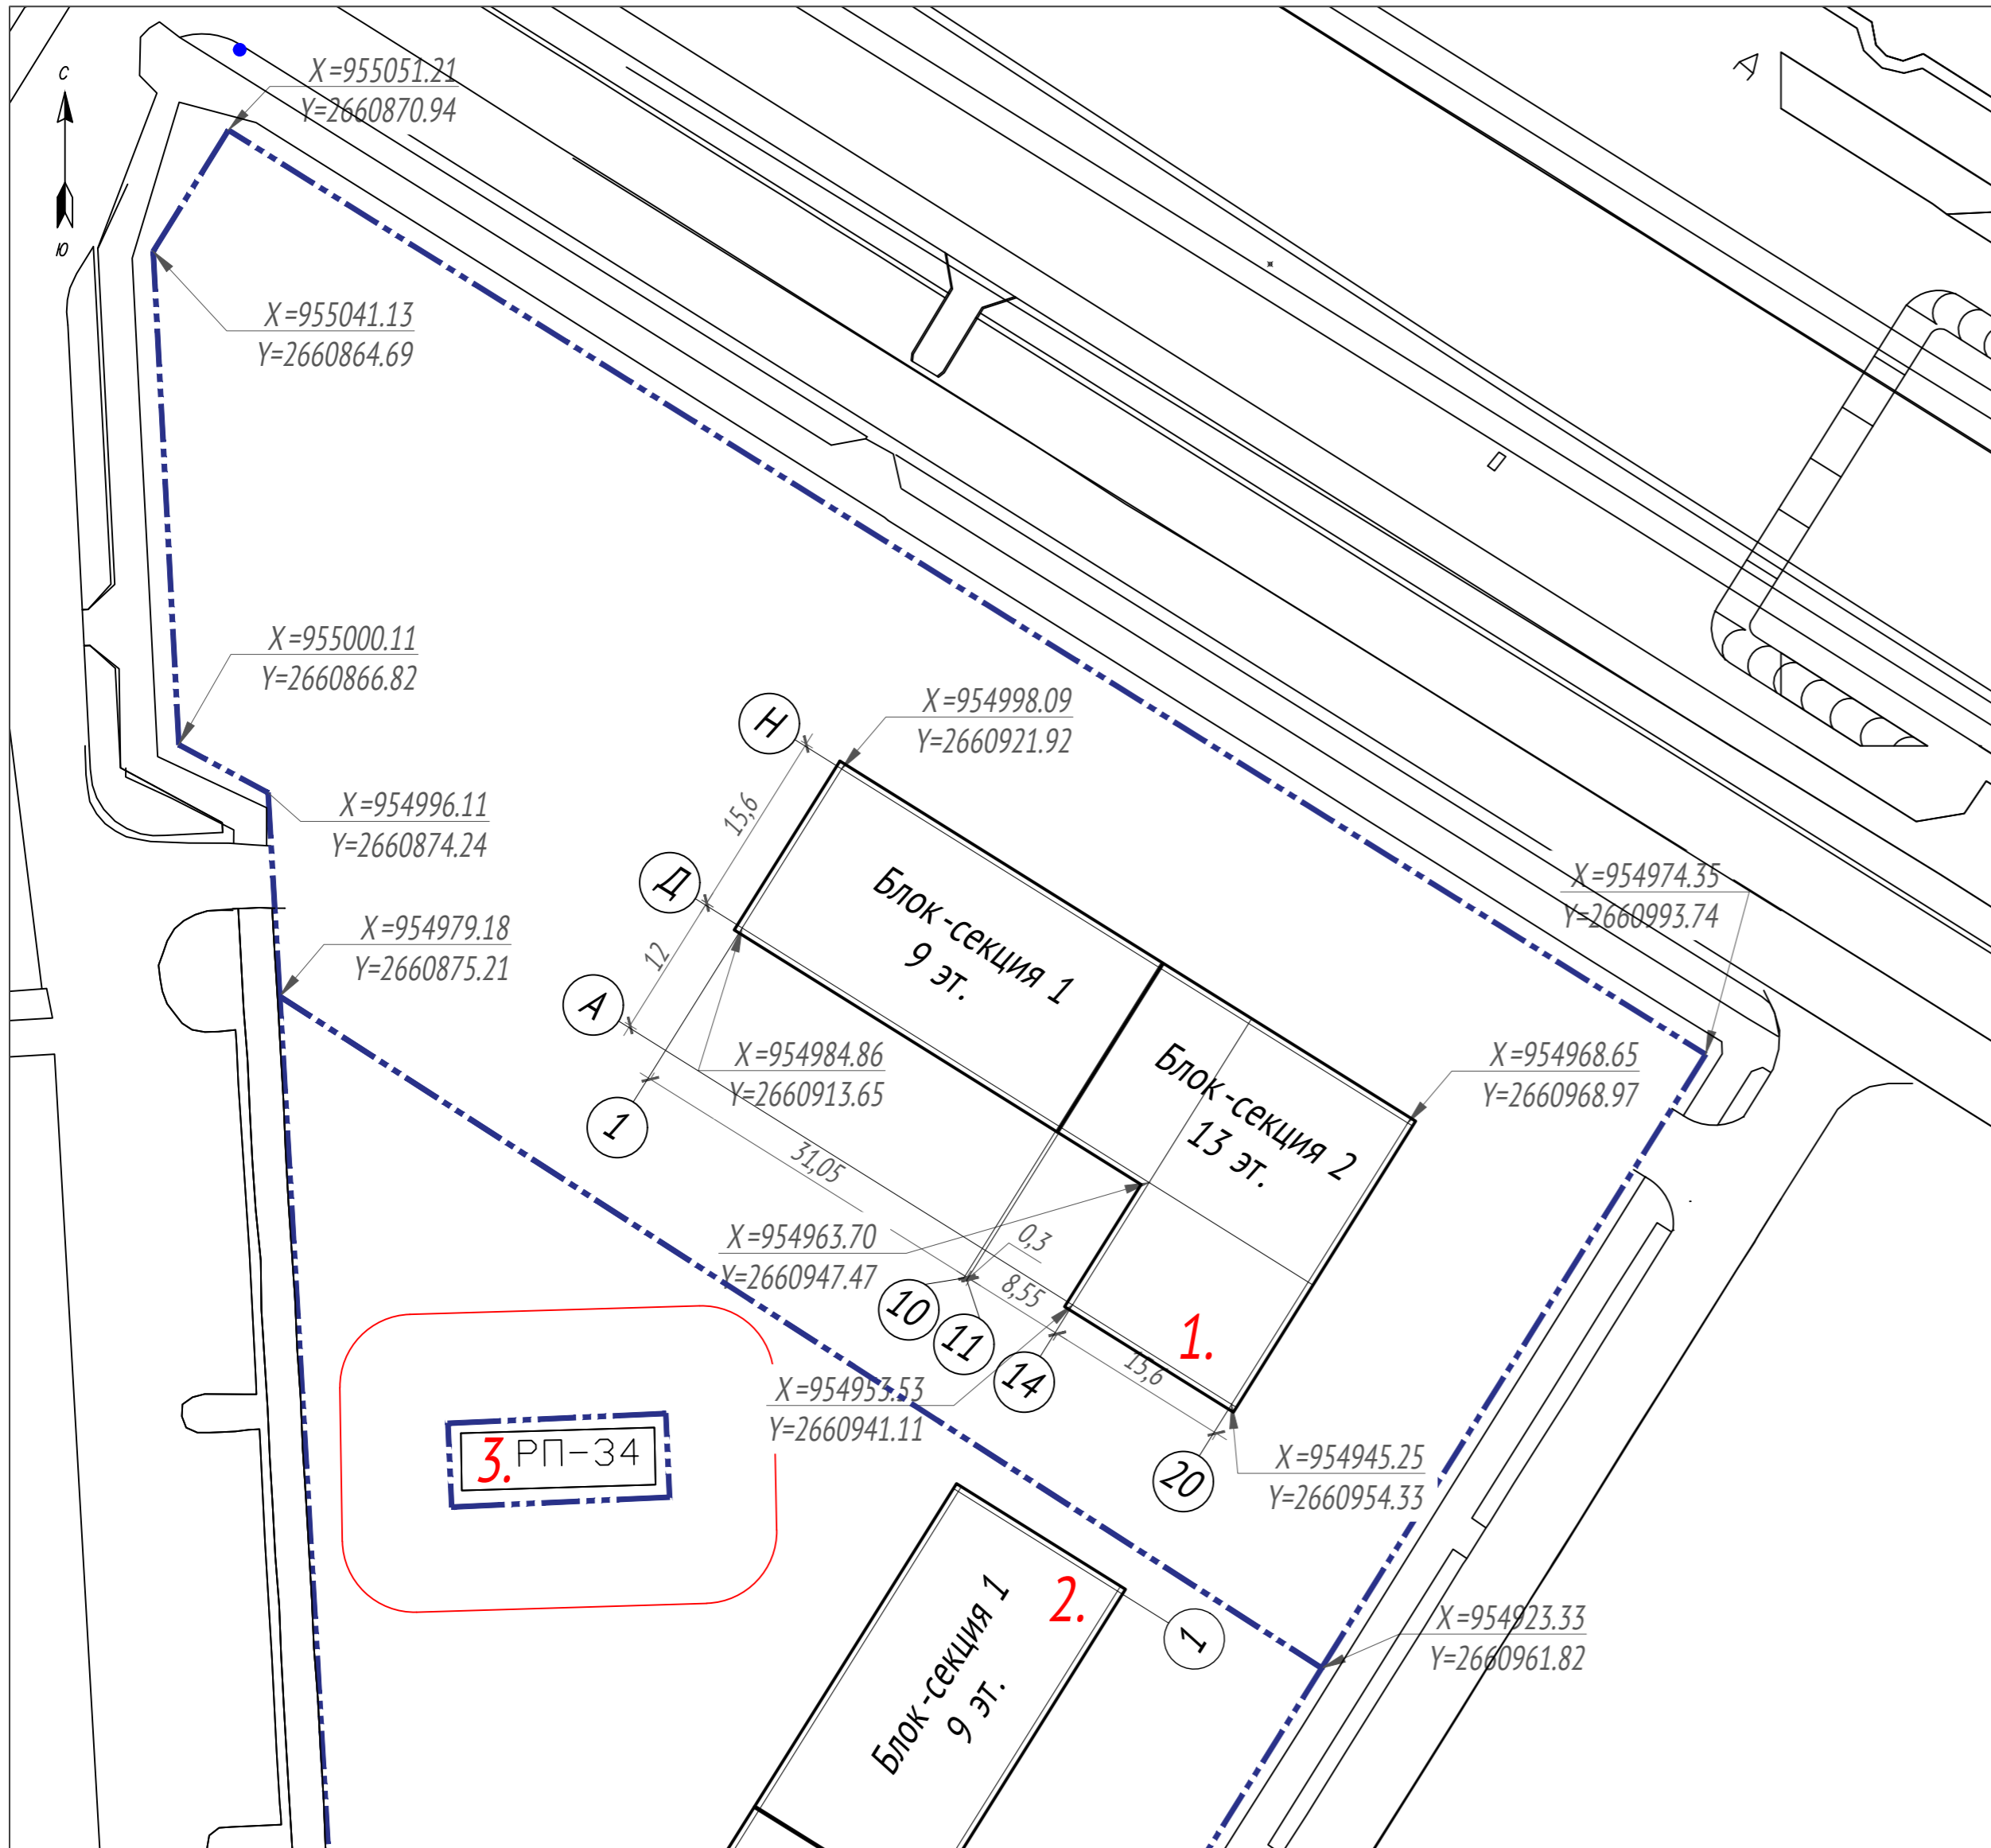 С
Ю
X=955051.21
Y=2660870.94
А
X=955041.13
Y=2660864.69
X=955000.11
Y=2660866.82
X=954996.11
Y=2660874.24
X=954979.18
Y=2660875.21
Н
X=954998.09
Y=2660921.92
15,6
Д
12
А
1
Блок-секция 1
9 эт.
X=954974.35
Y=2660993.74
X=954984.86
Y=2660913.65
Блок-секция 2
13 эт.
X=954968.65
Y=2660968.97
31,05
X=954963.70
Y=2660947.47
0,3
8,55
10
11
14
1.
15,6
X=954953.53
Y=2660941.11
20
X=954945.25
Y=2660954.33
3.
РП-34
Блок-секция 1
9 эт.
2.
1
X=954923.33
Y=2660961.82